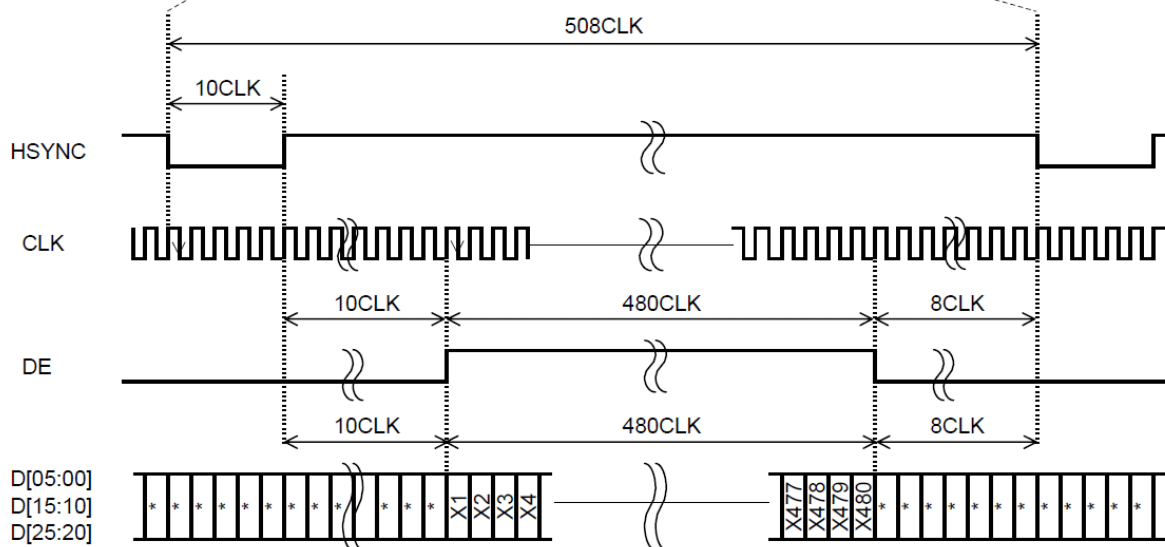 508CLK
10CLK
HSYNC
CLK
10CLK 480CLK 8CLK
DE
10CLK 480CLK 8CLK
D[05:00]
D[15:10]
D[25:20]
* * * * * * * * * * * * X1 X2 X3 X4 X477 X478 X479 X480 * * * * * * * * * * * *